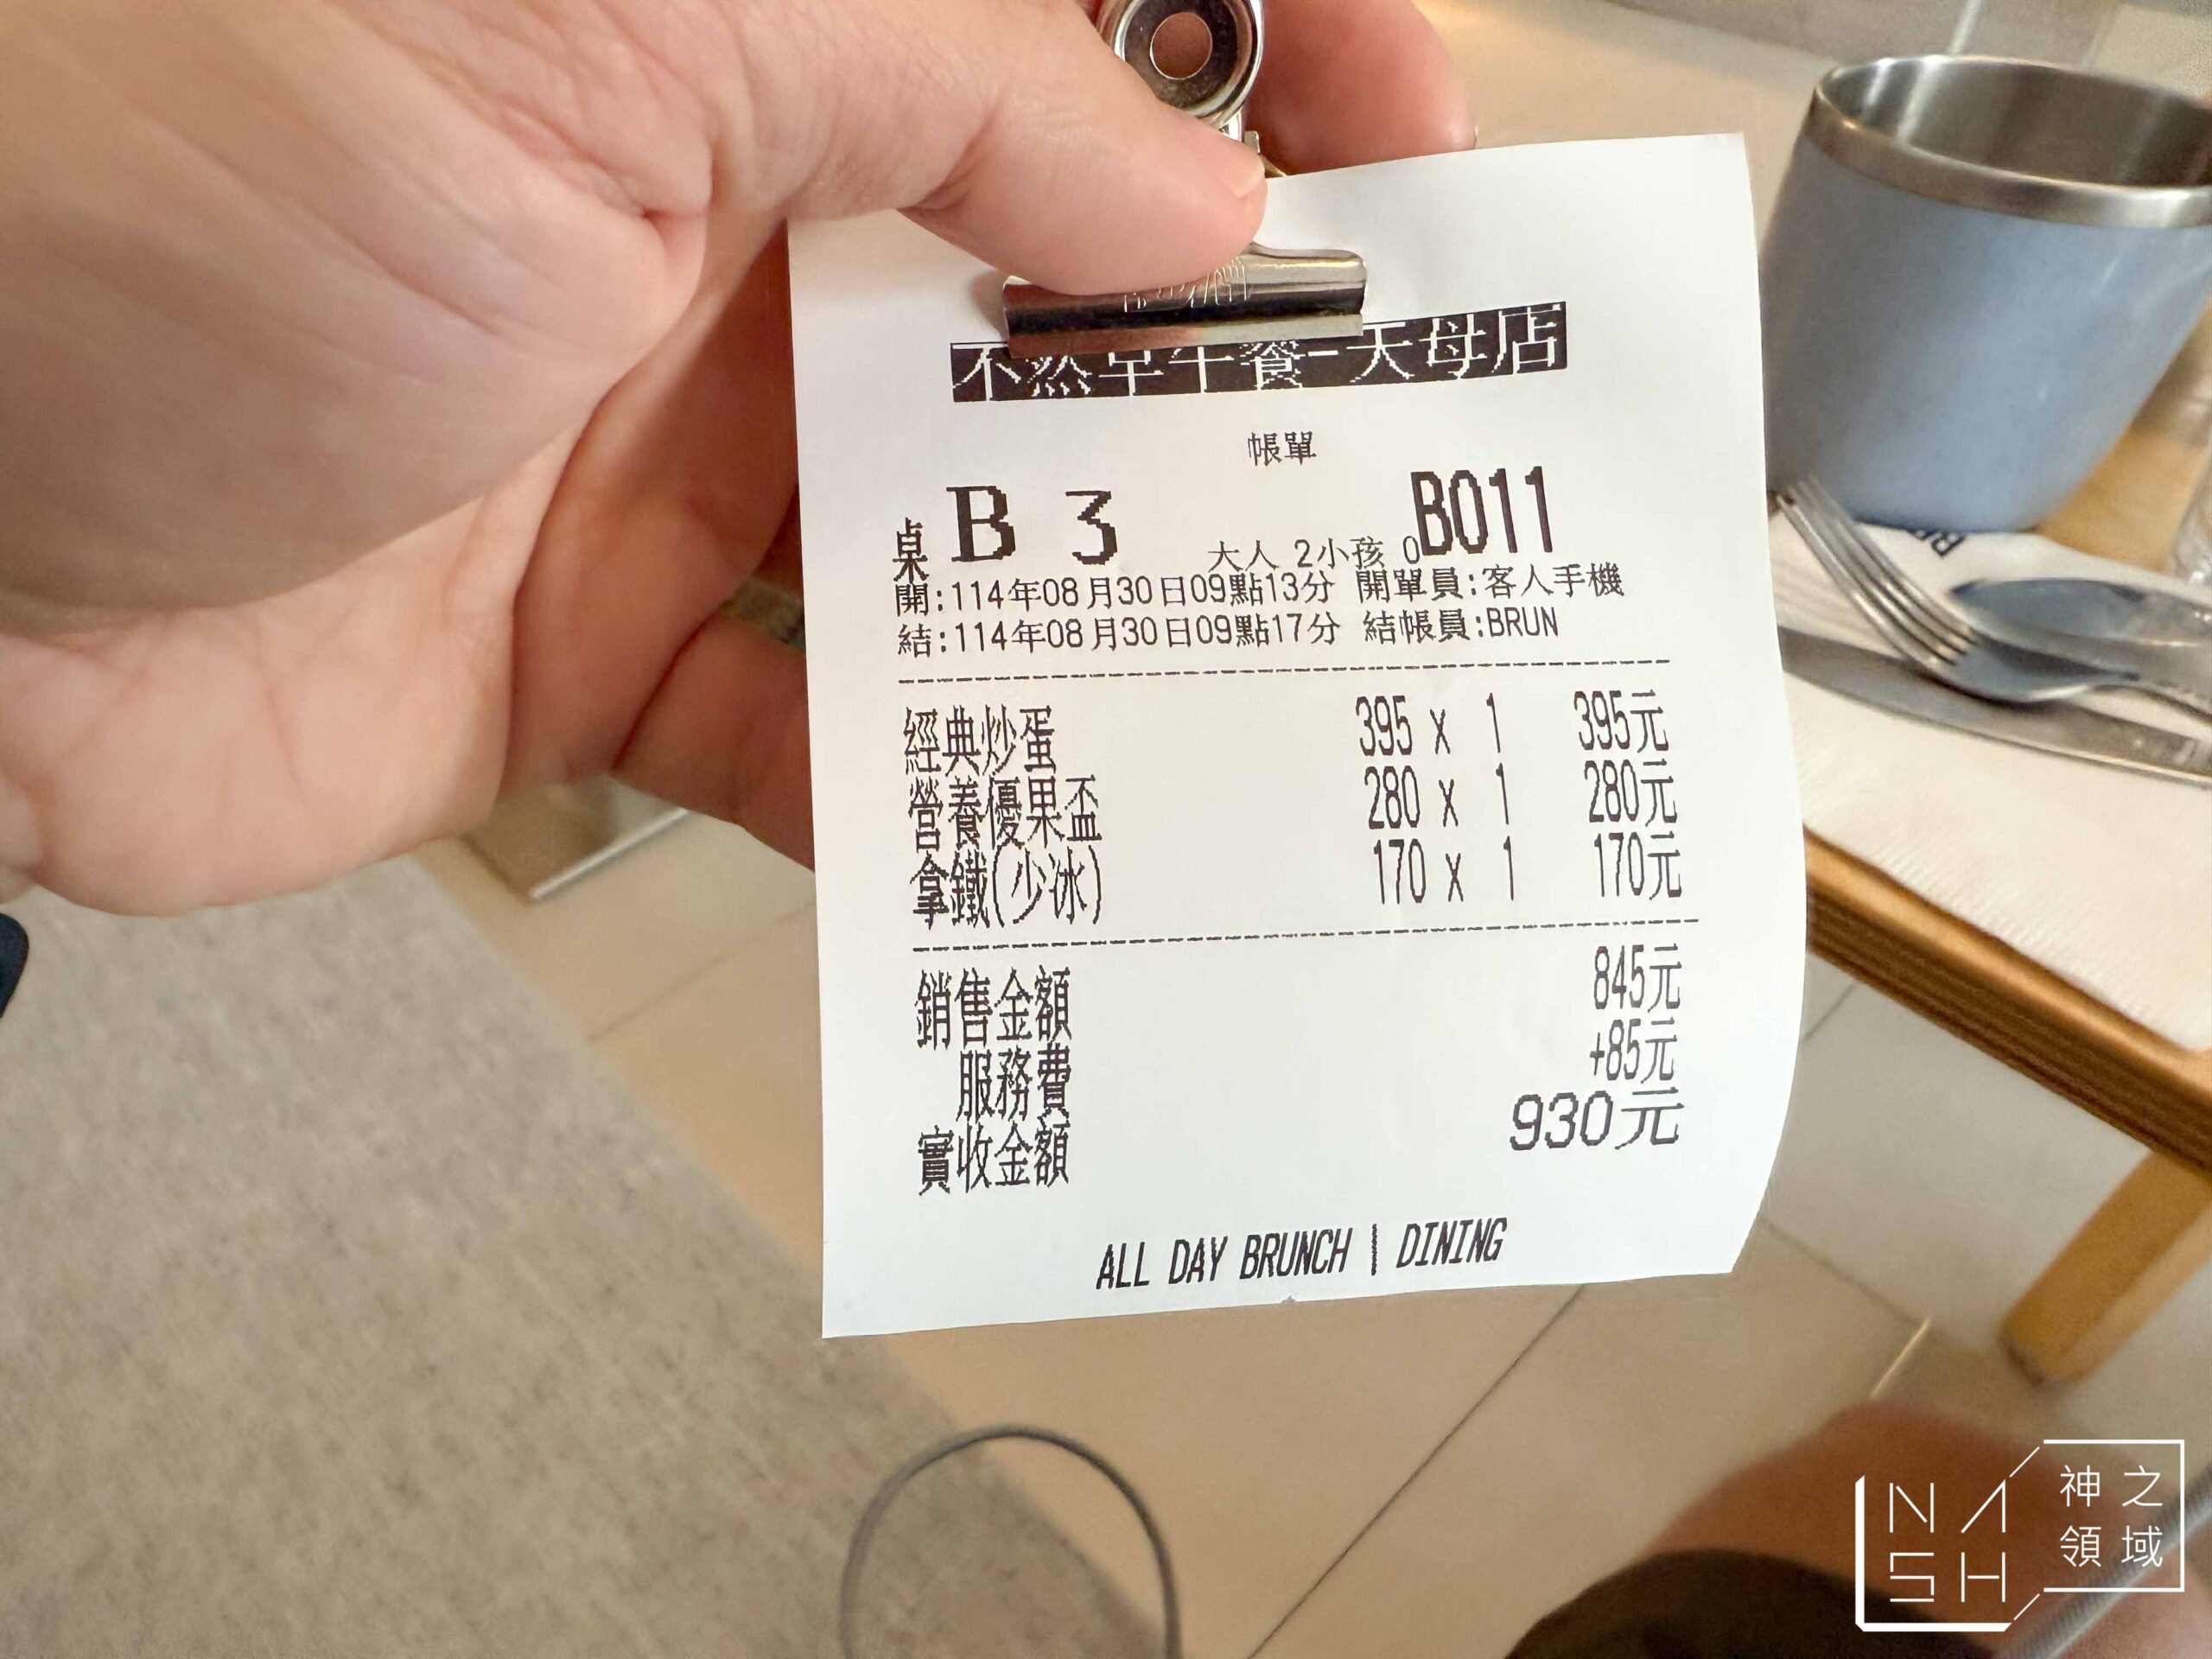 不然早午餐-天母店
帳單
桌 B 3 大人 2小孩 0 B011
開:114年08月30日09點13分 開單員:客人手機
結:114年08月30日09點17分 結帳員:BRUN
經典炒蛋 395 x 1 395元
營養優果盃 280 x 1 280元
拿鐵(少冰) 170 x 1 170元
銷售金額 845元
服務費 +85元
實收金額 930元
ALL DAY BRUNCH | DINING
NASH
神之
領域